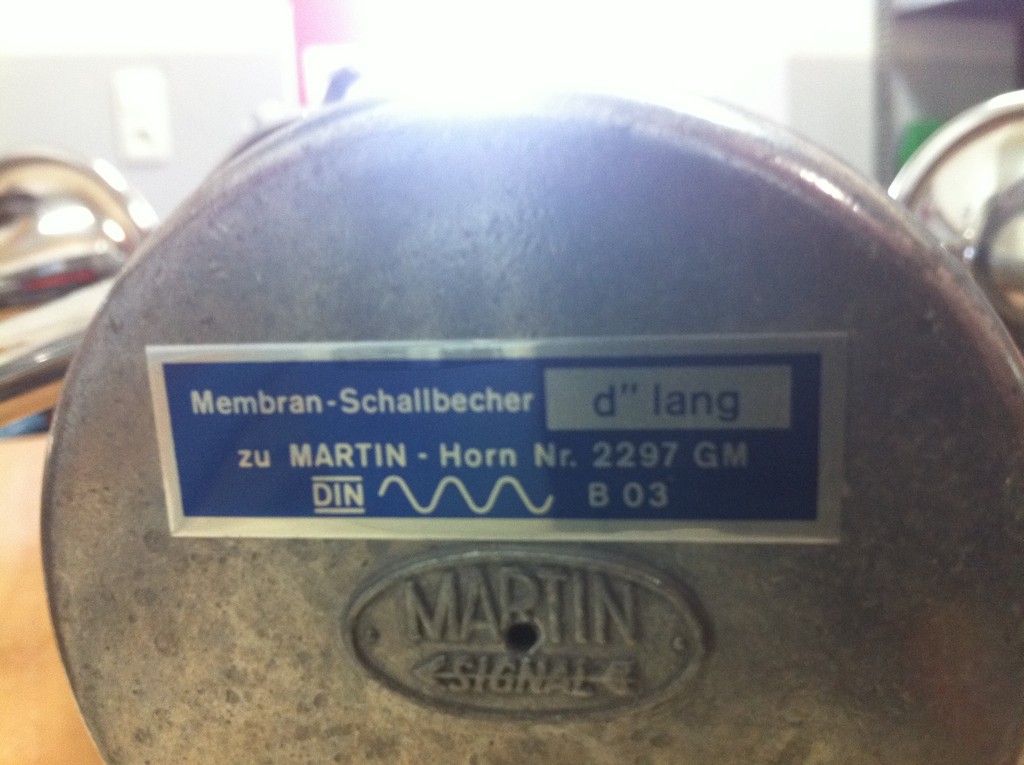 Membran-Schallbecher d" lang
zu MARTIN - Horn Nr. 2297 GM
DIN B 03
MARTIN
SIGNAL